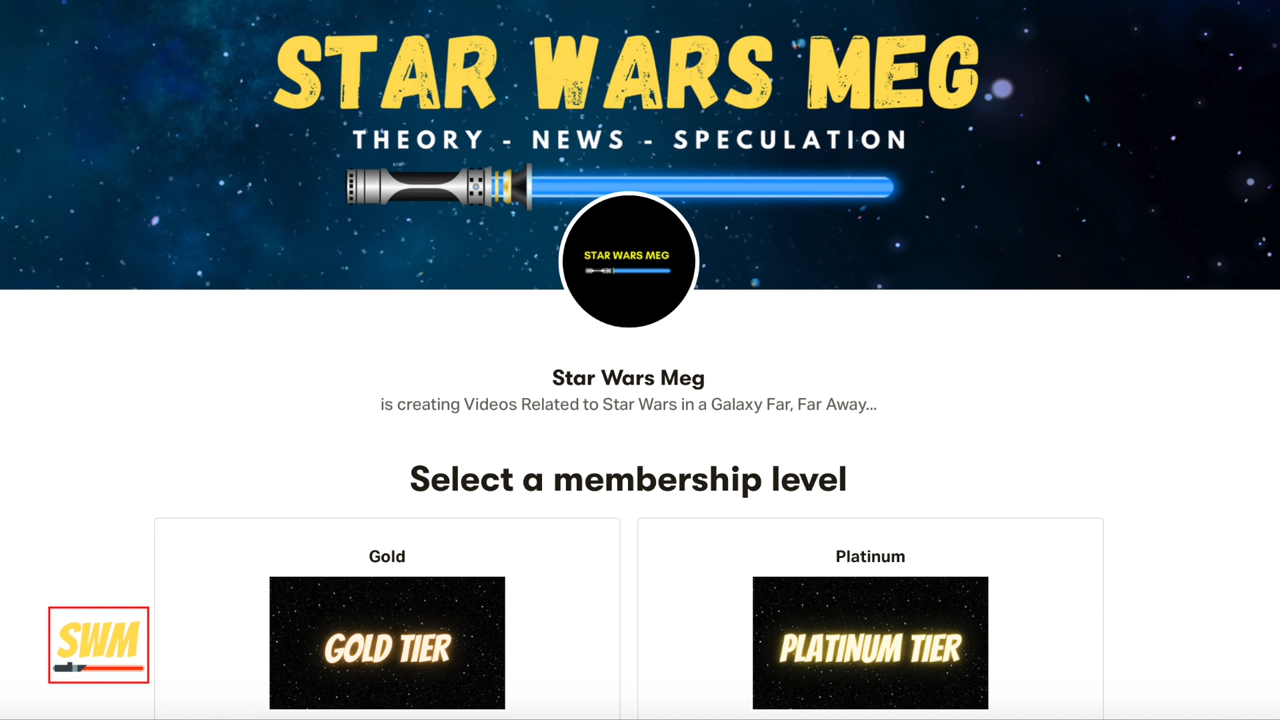 STAR WARS MEG
THEORY - NEWS - SPECULATION
STAR WARS MEG
Star Wars Meg
is creating Videos Related to Star Wars in a Galaxy Far, Far Away...
Select a membership level
Gold
Platinum
GOLD TIER
PLATINUM TIER
SWM